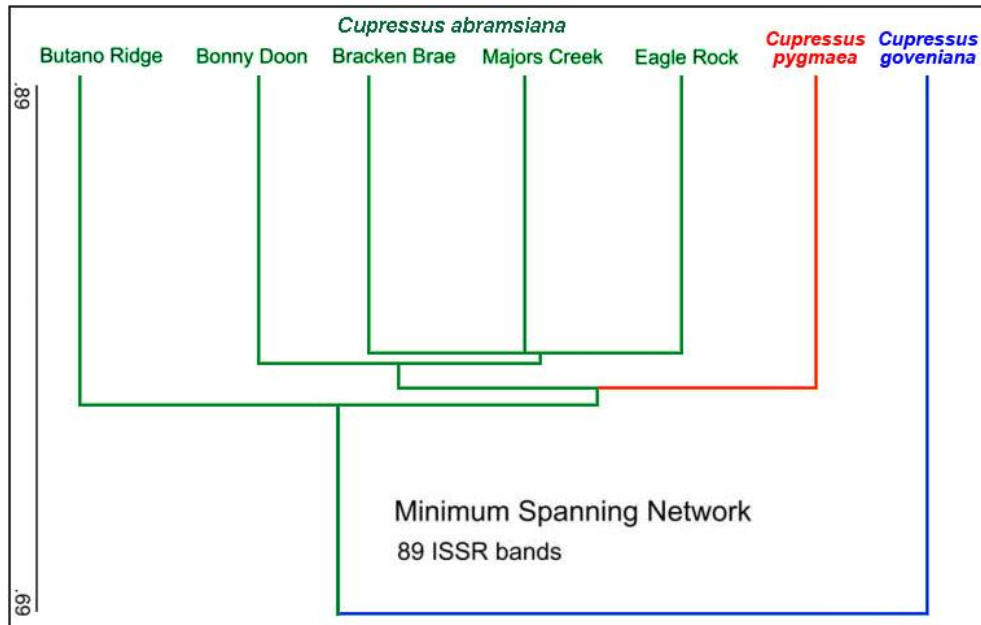 Cupressus abramsiana
Butano Ridge Bonny Doon Bracken Brae Majors Creek Eagle Rock
Cupressus pygmaea
Cupressus goveniana
.89
Minimum Spanning Network
89 ISSR bands
.69